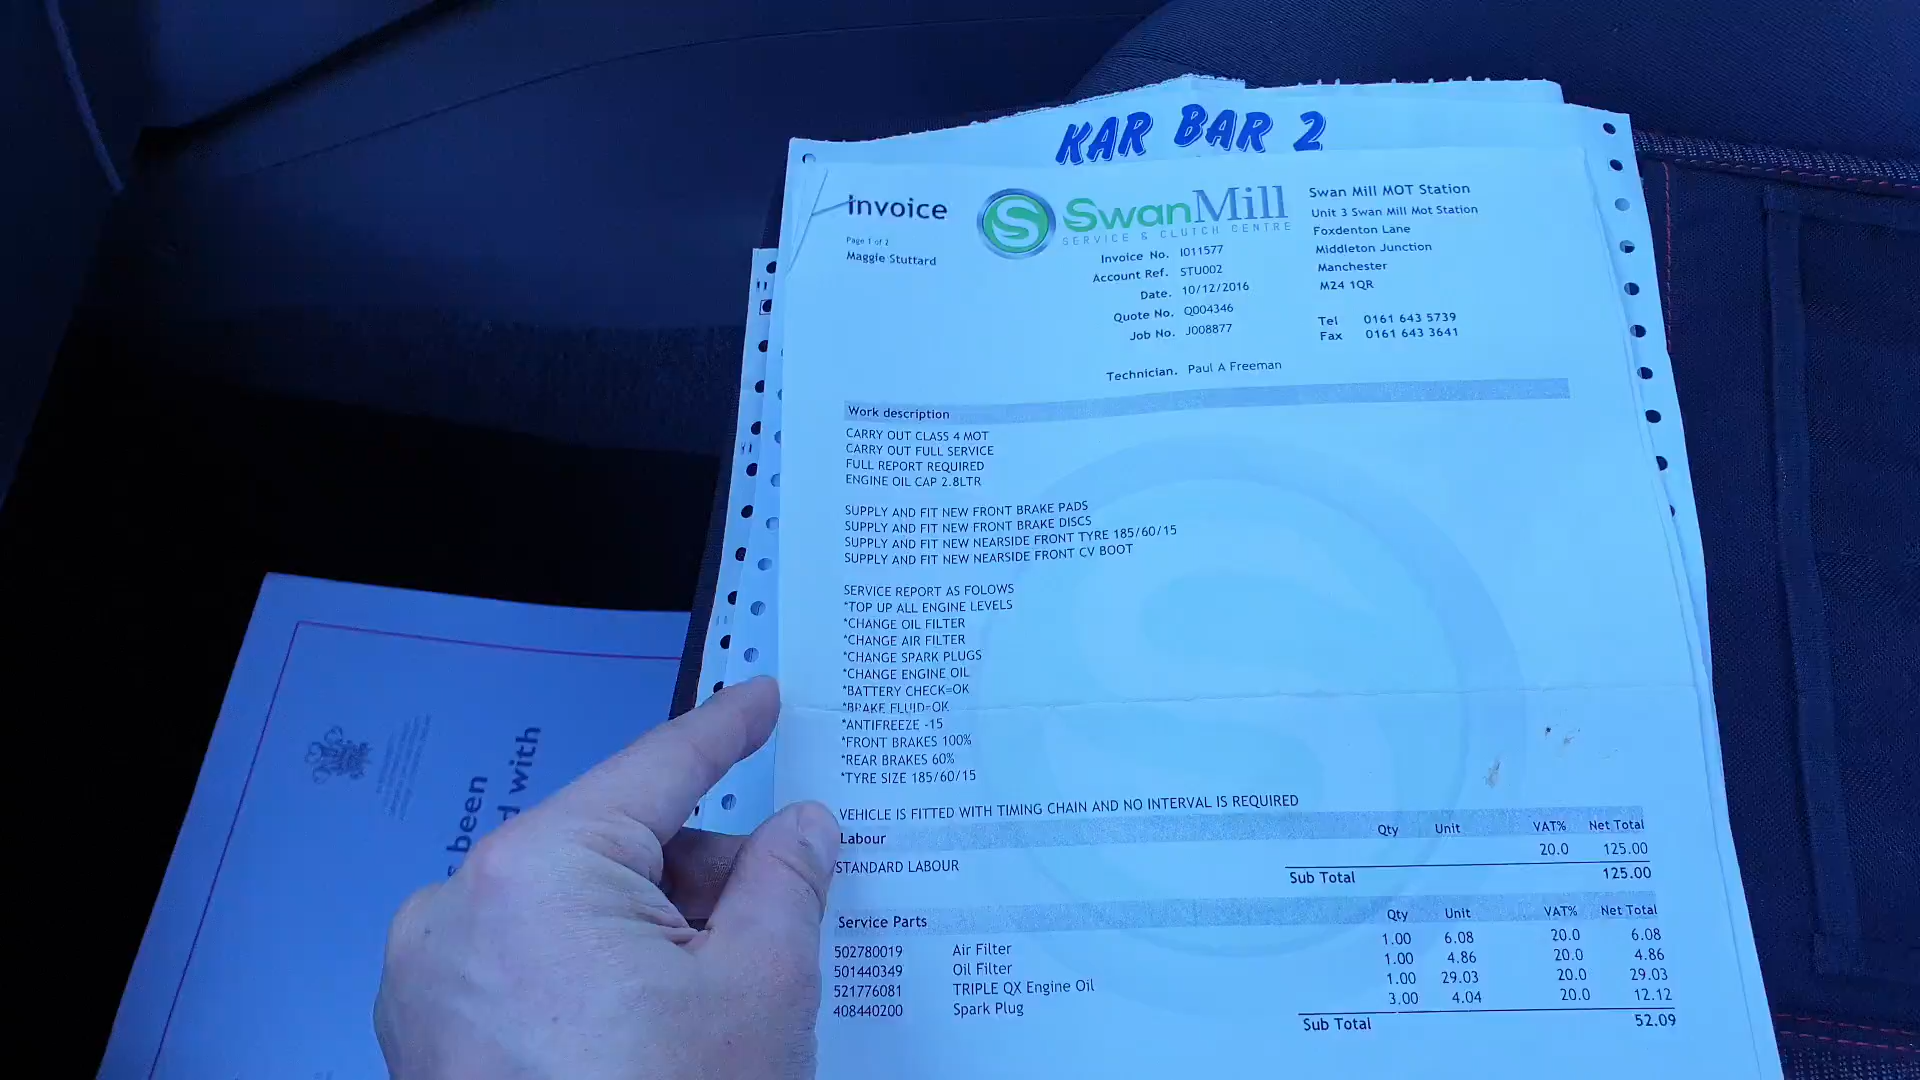 KAR BAR 2
Invoice
Page 1 of 2
Maggie Stuttard
SwanMill
SERVICE & CLUTCH CENTRE
Invoice No. I011577
Account Ref. STU002
Date. 10/12/2016
Quote No. Q004346
Job No. J008877
Technician. Paul A Freeman
Swan Mill MOT Station
Unit 3 Swan Mill Mot Station
Foxdenton Lane
Middleton Junction
Manchester
M24 1QR
Tel 0161 643 5739
Fax 0161 643 3641
Work description
CARRY OUT CLASS 4 MOT
CARRY OUT FULL SERVICE
FULL REPORT REQUIRED
ENGINE OIL CAP 2.8LTR
SUPPLY AND FIT NEW FRONT BRAKE PADS
SUPPLY AND FIT NEW FRONT BRAKE DISCS
SUPPLY AND FIT NEW NEARSIDE FRONT TYRE 185/60/15
SUPPLY AND FIT NEW NEARSIDE FRONT CV BOOT
SERVICE REPORT AS FOLOWS
*TOP UP ALL ENGINE LEVELS
*CHANGE OIL FILTER
*CHANGE AIR FILTER
*CHANGE SPARK PLUGS
*CHANGE ENGINE OIL
*BATTERY CHECK=OK
*BRAKE FLUID=OK
*ANTIFREEZE -15
*FRONT BRAKES 100%
*REAR BRAKES 60%
*TYRE SIZE 185/60/15
VEHICLE IS FITTED WITH TIMING CHAIN AND NO INTERVAL IS REQUIRED
Labour Qty Unit VAT% Net Total
STANDARD LABOUR 20.0 125.00
Sub Total 125.00
Service Parts Qty Unit VAT% Net Total
502780019 Air Filter 1.00 6.08 20.0 6.08
501440349 Oil Filter 1.00 4.86 20.0 4.86
521776081 TRIPLE QX Engine Oil 1.00 29.03 20.0 29.03
408440200 Spark Plug 3.00 4.04 20.0 12.12
Sub Total 52.09
been
with